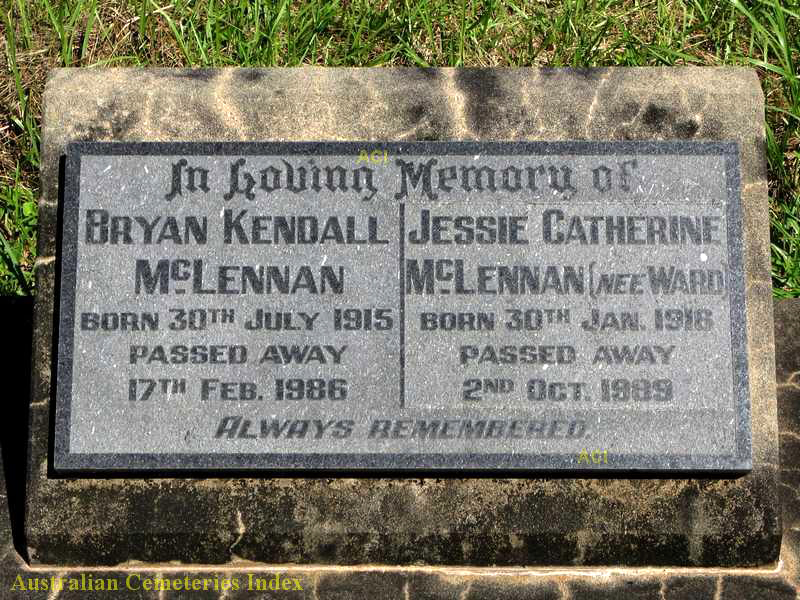 ACI
In Loving Memory of
BRYAN KENDALL
McLENNAN
BORN 30TH JULY 1915
PASSED AWAY
17TH FEB. 1986
JESSIE CATHERINE
McLENNAN (NEE WARD)
BORN 30TH JAN. 1916
PASSED AWAY
2ND OCT. 1989
ALWAYS REMEMBERED
ACI
Australian Cemeteries Index